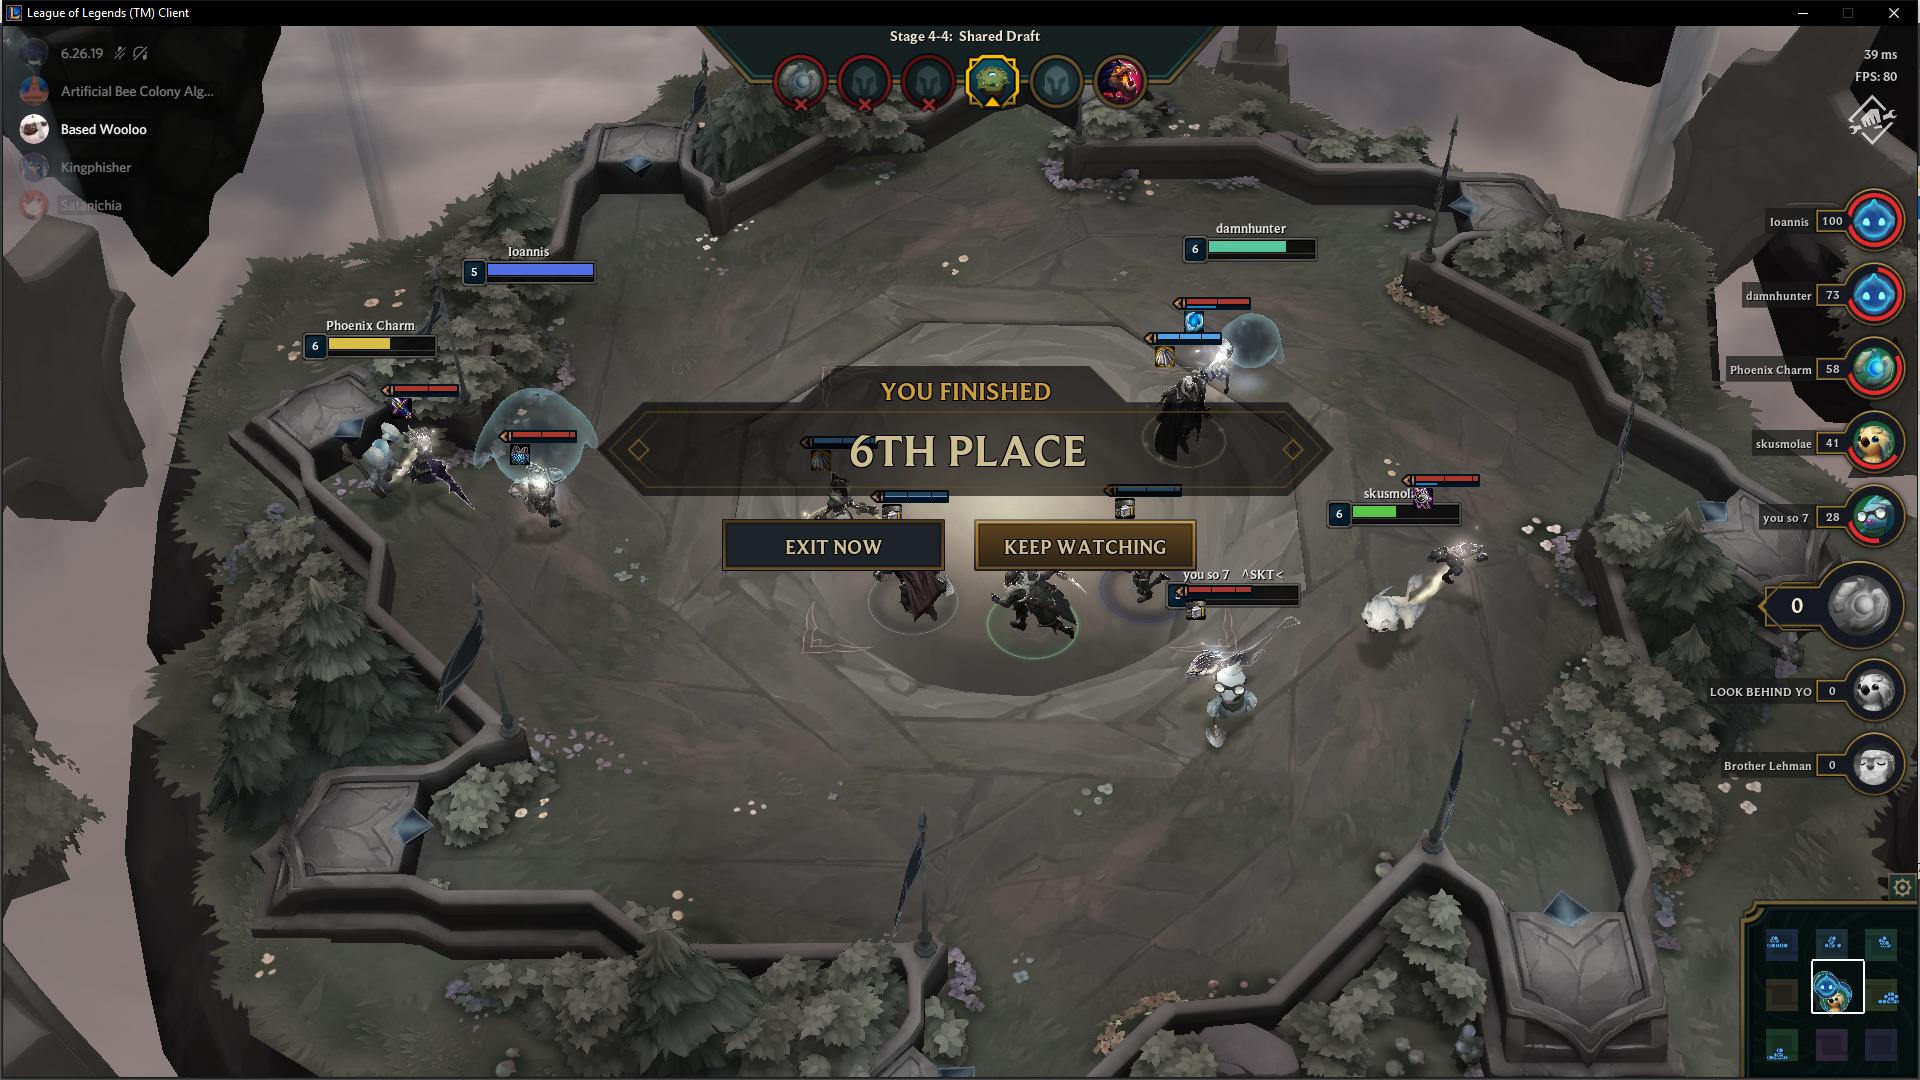 League of Legends (TM) Client
Stage 4-4: Shared Draft
6.26.19
Artificial Bee Colony Alg...
Based Wooloo
Kingphisher
Satanichia
39 ms
FPS: 80
Ioannis 100
damnhunter 73
Phoenix Charm 58
skusmolae 41
you so 7 28
0
LOOK BEHIND YO 0
Brother Lehman 0
Ioannis
5
damnhunter
6
Phoenix Charm
6
YOU FINISHED
6TH PLACE
skusmola
6
EXIT NOW
KEEP WATCHING
you so 7 ^SKT<